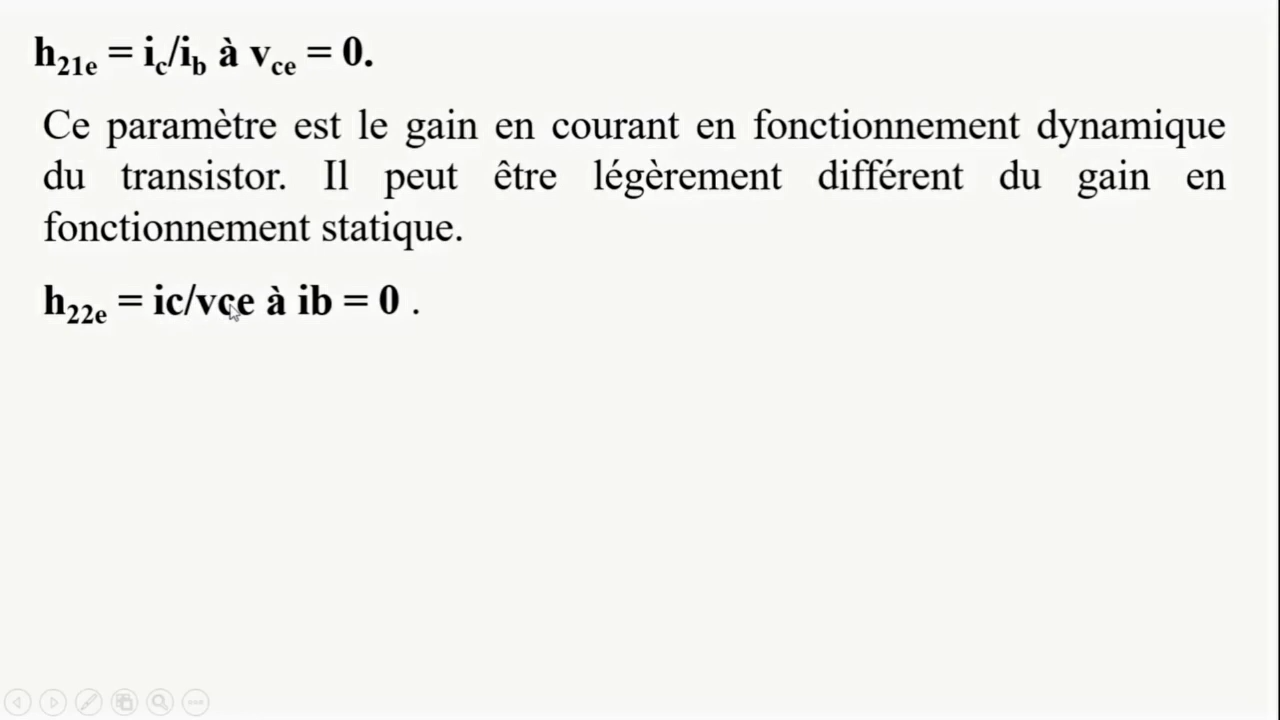 h21e = ic/ib à vce = 0.
Ce paramètre est le gain en courant en fonctionnement dynamique
du transistor. Il peut être légèrement différent du gain en
fonctionnement statique.
h22e = ic/vce à ib = 0 .